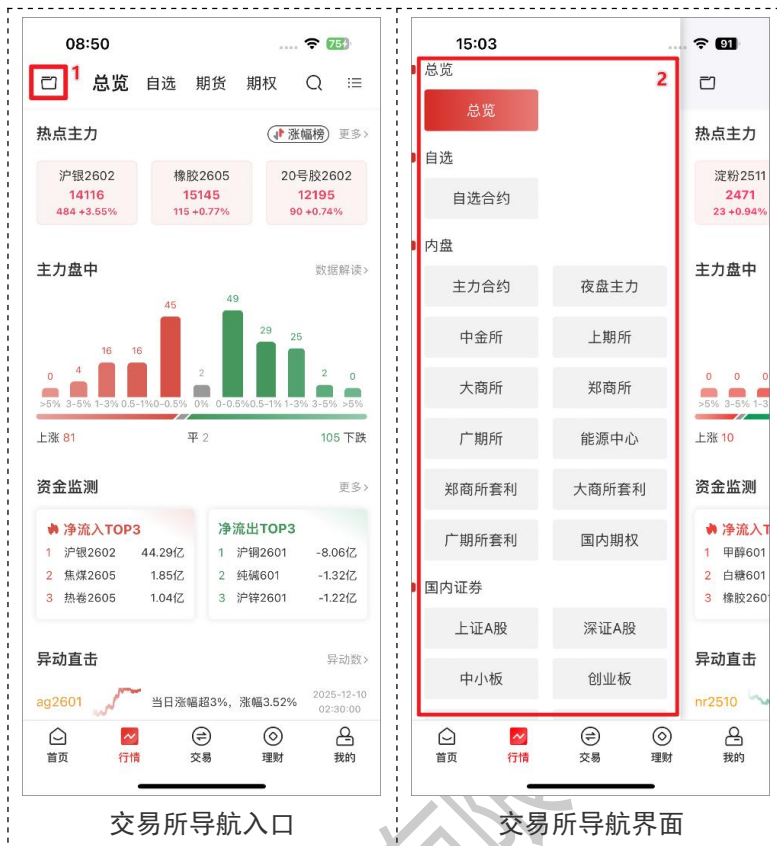 08:50
75
1
总览 自选 期货 期权
热点主力 涨幅榜 更多>
沪银2602 橡胶2605 20号胶2602
14116 15145 12195
484 +3.55% 115 +0.77% 90 +0.74%
主力盘中 数据解读>
0 4 16 16 45 2 49 29 25 2 0
>5% 3-5% 1-3% 0.5-1%0-0.5% 0% 0-0.5%0.5-1% 1-3% 3-5% >5%
上涨 81 平 2 105 下跌
资金监测 更多>
净流入TOP3 净流出TOP3
1 沪银2602 44.29亿 1 沪铜2601 -8.06亿
2 焦煤2605 1.85亿 2 纯碱601 -1.32亿
3 热卷2605 1.04亿 3 沪锌2601 -1.22亿
异动直击 异动数>
ag2601 当日涨幅超3%，涨幅3.52% 2025-12-10
02:30:00
首页 行情 交易 理财 我的
交易所导航入口
15:03
91
2
总览
总览
自选
自选合约
内盘
主力合约 夜盘主力
中金所 上期所
大商所 郑商所
广期所 能源中心
郑商所套利 大商所套利
广期所套利 国内期权
国内证券
上证A股 深证A股
中小板 创业板
热点主力
淀粉2511
2471
23 +0.94%
主力盘中
0 0 0
>5% 3-5% 1-3
上涨 10
资金监测
净流入T
1 甲醇601
2 白糖601
3 橡胶260
异动直击
nr2510
首页 行情 交易 理财 我的
交易所导航界面
有限